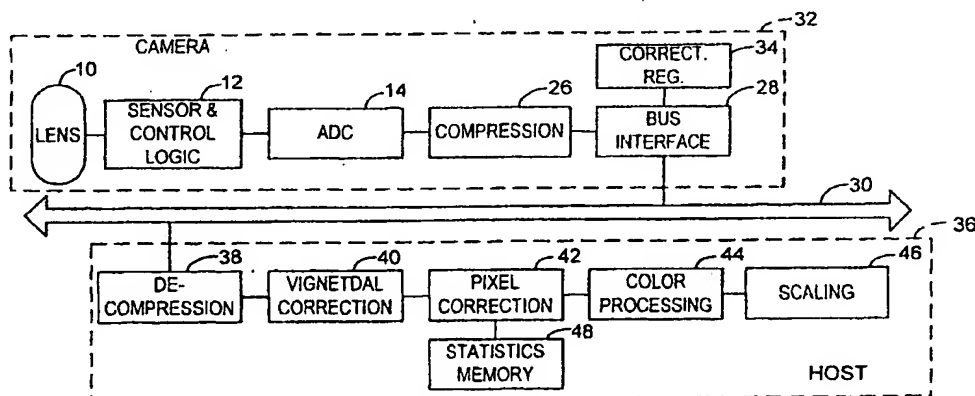 32
CAMERA
10
12
14
26
CORRECT.
REG.
34
28
LENS
SENSOR &
CONTROL
LOGIC
ADC
COMPRESSION
BUS
INTERFACE
30
36
38
40
42
44
46
DE-
COMPRESSION
VIGNETDAL
CORRECTION
PIXEL
CORRECTION
COLOR
PROCESSING
SCALING
48
STATISTICS
MEMORY
HOST